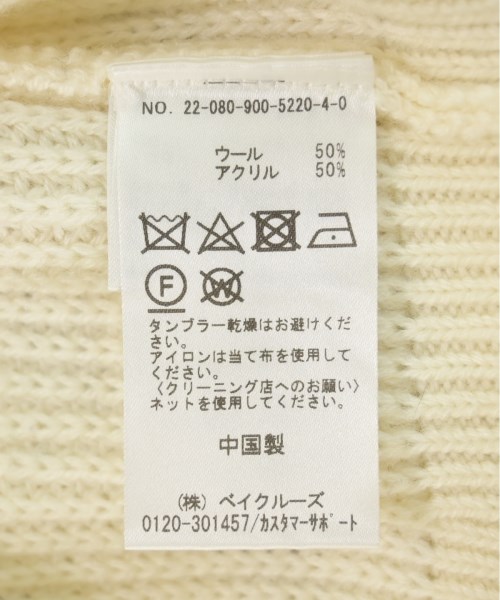 NO. 22-080-900-5220-4-0
ウール 50%
アクリル 50%
F W
タンブラー乾燥はお避けくだ
さい。
アイロンは当て布を使用して
ください。
〈クリーニング店へのお願い〉
ネットを使用してください。
中国製
(株) ベイクルーズ
0120-301457/ｶｽﾀﾏｰｻﾎﾟｰﾄ